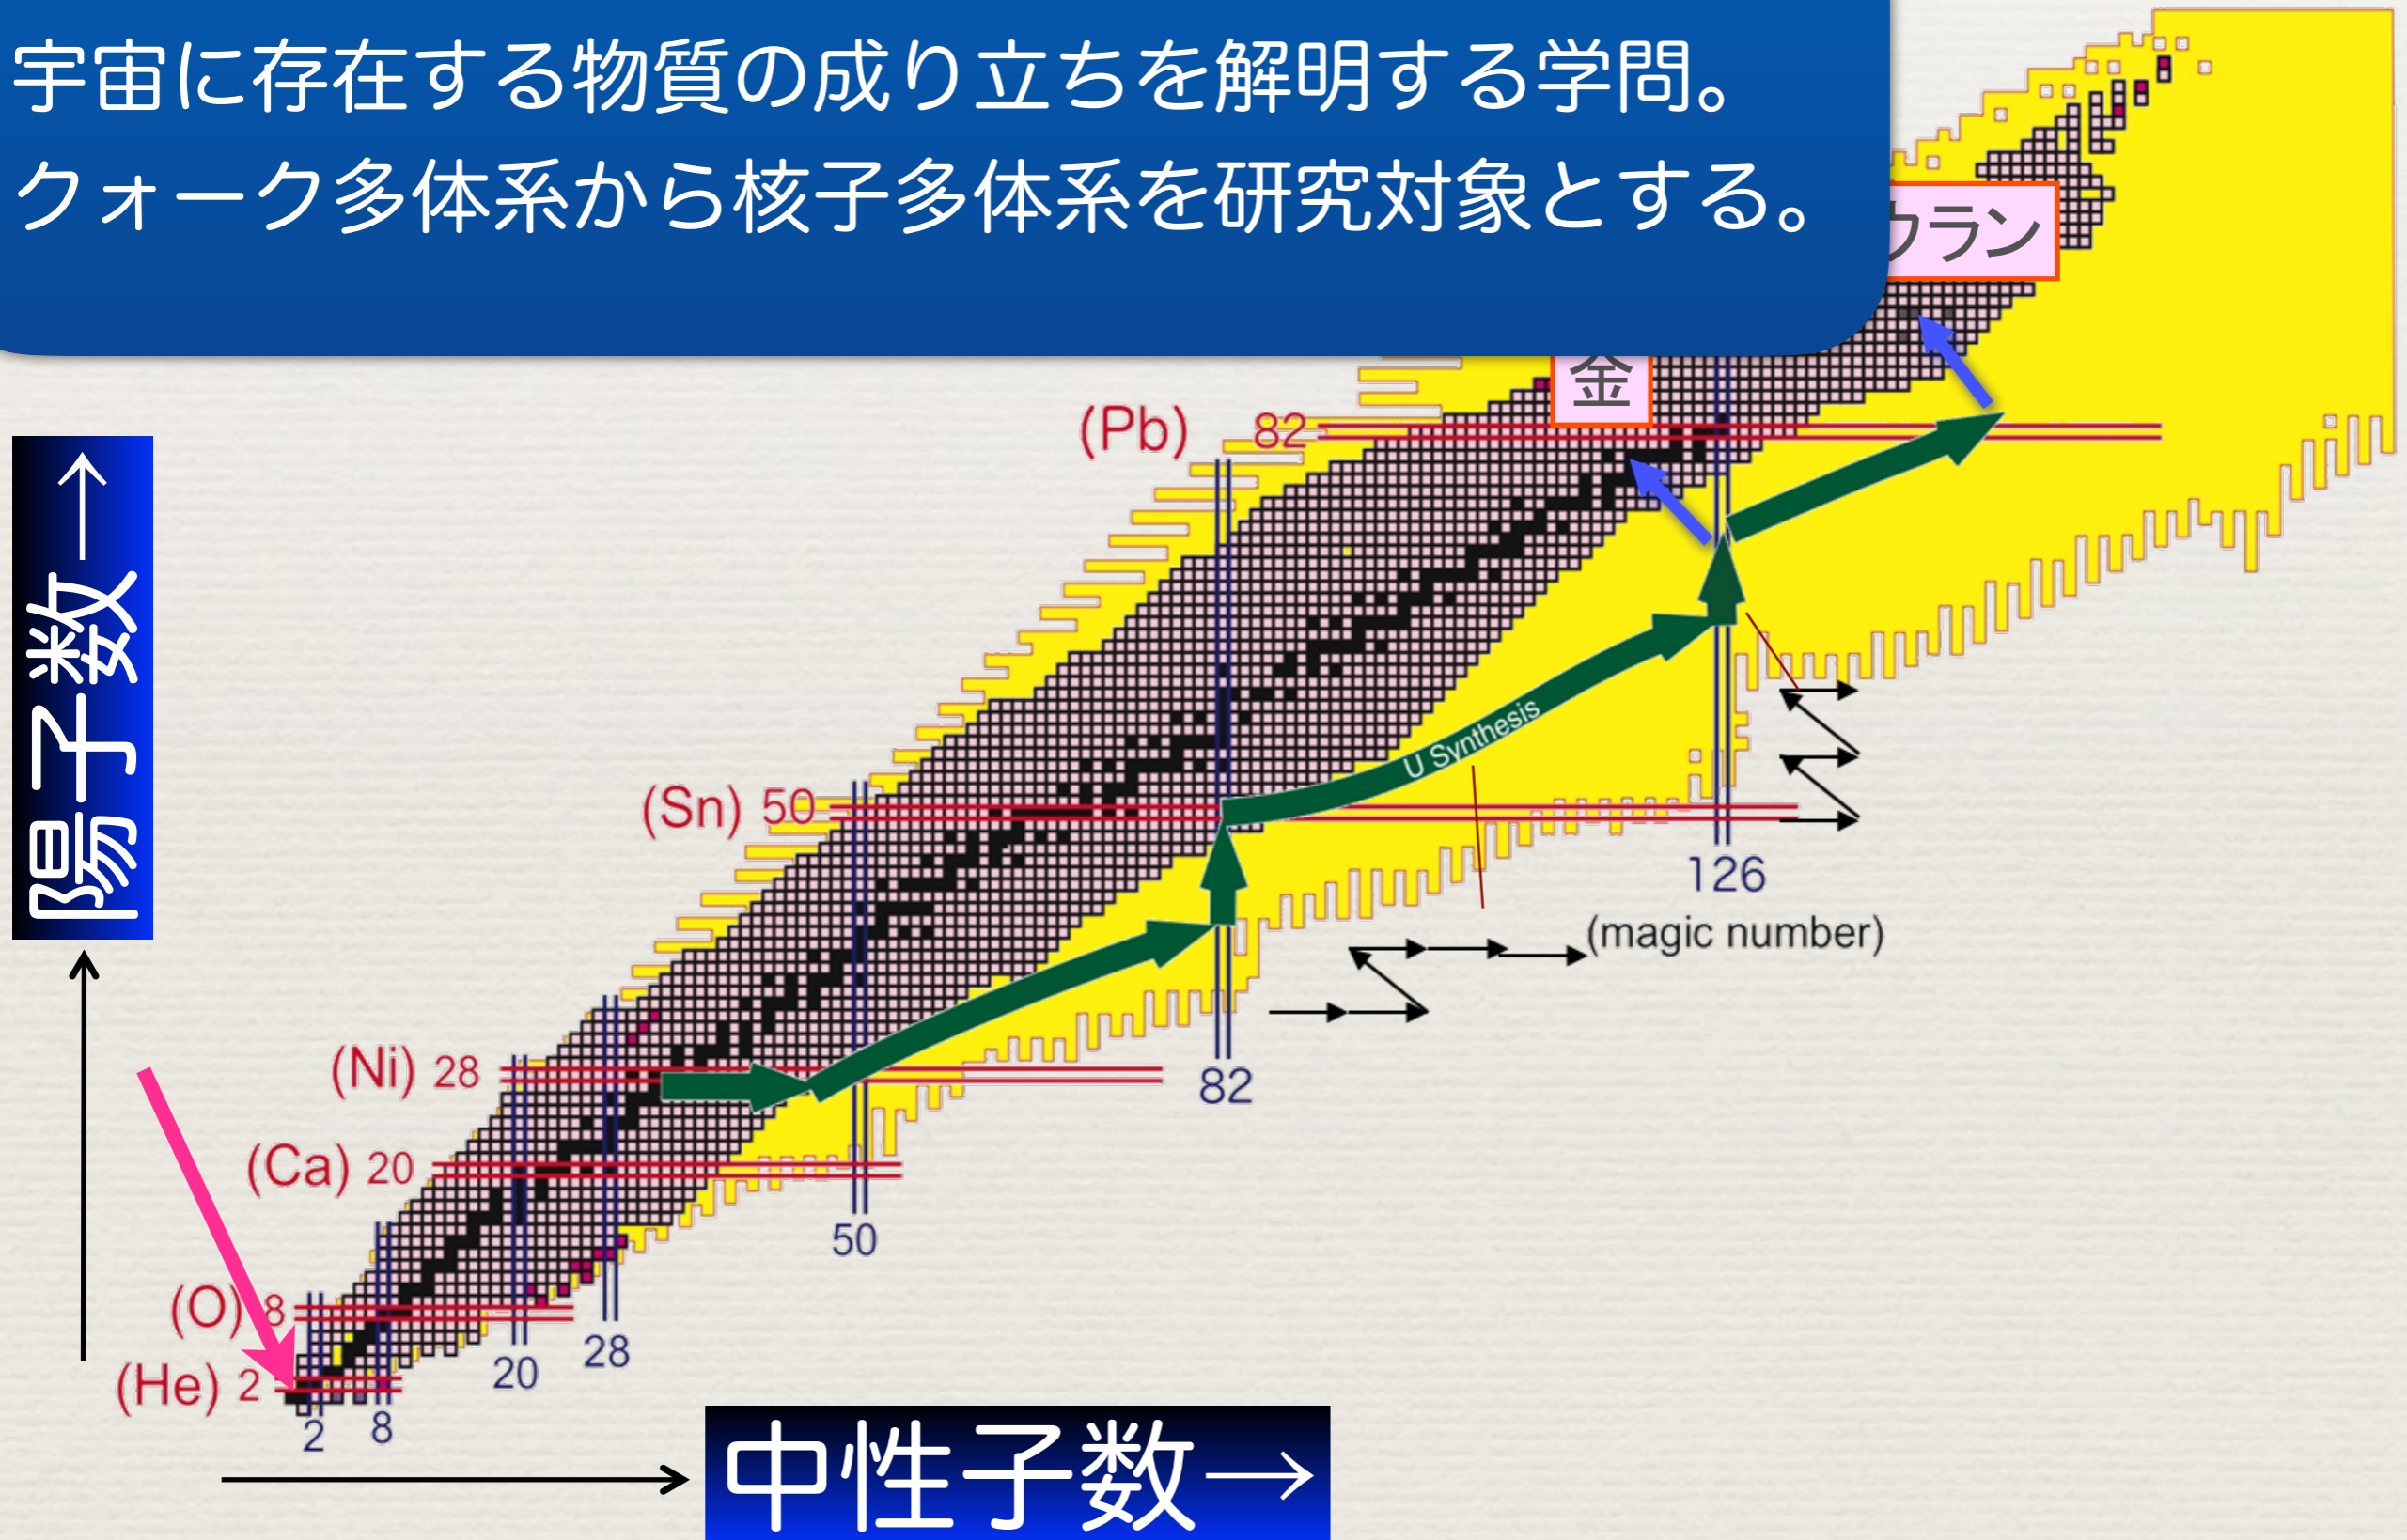 宇宙に存在する物質の成り立ちを解明する学問。
クォーク多体系から核子多体系を研究対象とする。
ウラン
金
(Pb) 82
陽子数→
(Sn) 50
U Synthesis
126
(magic number)
(Ni) 28
82
(Ca) 20
50
(O) 8
28
20
(He) 2
2
8
中性子数→